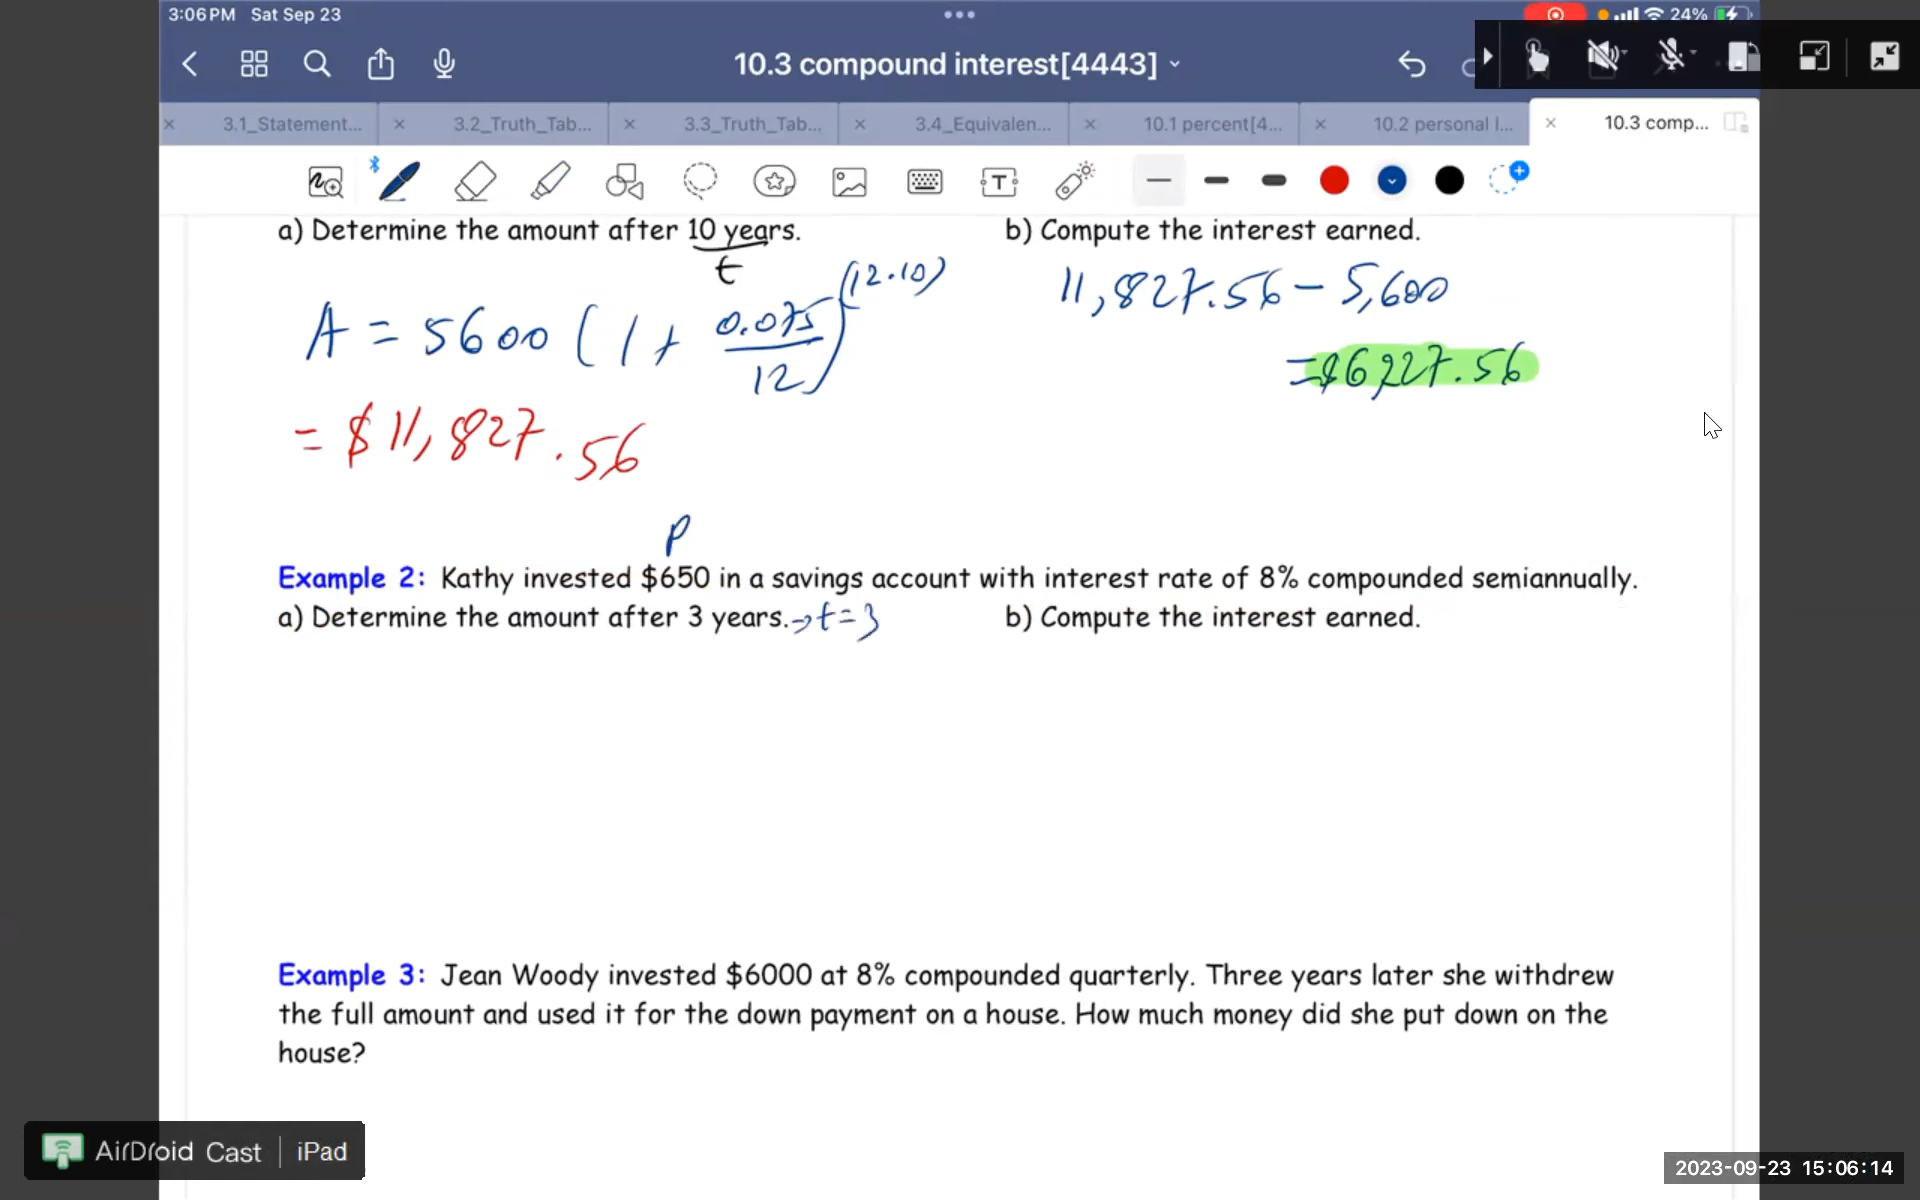 3:06 PM Sat Sep 23
24%
10.3 compound interest[4443]
3.1_Statement...
3.2_Truth_Tab...
3.3_Truth_Tab...
3.4_Equivalen...
10.1 percent[4...
10.2 personal l...
10.3 comp...
a) Determine the amount after 10 years.
b) Compute the interest earned.
t
A = 5600 (1 + 0.075/12)^(12·10)
= $11,827.56
11,827.56 - 5,600
= $6,227.56
P
Example 2: Kathy invested $650 in a savings account with interest rate of 8% compounded semiannually.
a) Determine the amount after 3 years. → t = 3
b) Compute the interest earned.
Example 3: Jean Woody invested $6000 at 8% compounded quarterly. Three years later she withdrew
the full amount and used it for the down payment on a house. How much money did she put down on the
house?
AirDroid Cast | iPad
2023-09-23 15:06:14